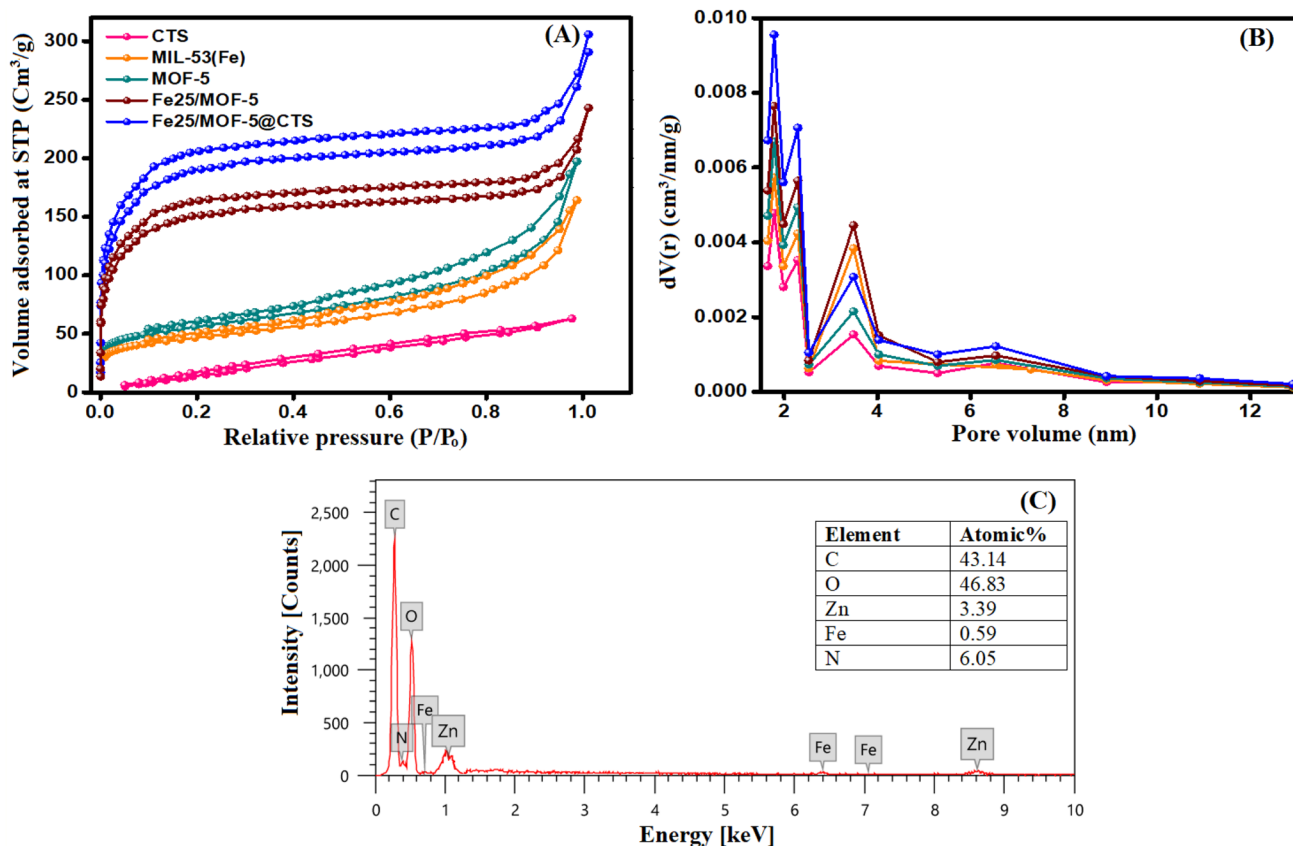 (A)
CTS
MIL-53(Fe)
MOF-5
Fe25/MOF-5
Fe25/MOF-5@CTS
Volume adsorbed at STP (Cm³/g)
300
250
200
150
100
50
0
0.0 0.2 0.4 0.6 0.8 1.0
Relative pressure (P/P₀)
(B)
dV(r) (cm³/nm/g)
0.010
0.008
0.006
0.004
0.002
0.000
2 4 6 8 10 12
Pore volume (nm)
(C)
Intensity [Counts]
2,500
2,000
1,500
1,000
500
0
C
O
N
Fe
Zn
Fe
Fe
Zn
Element Atomic%
C 43.14
O 46.83
Zn 3.39
Fe 0.59
N 6.05
0 1 2 3 4 5 6 7 8 9 10
Energy [keV]